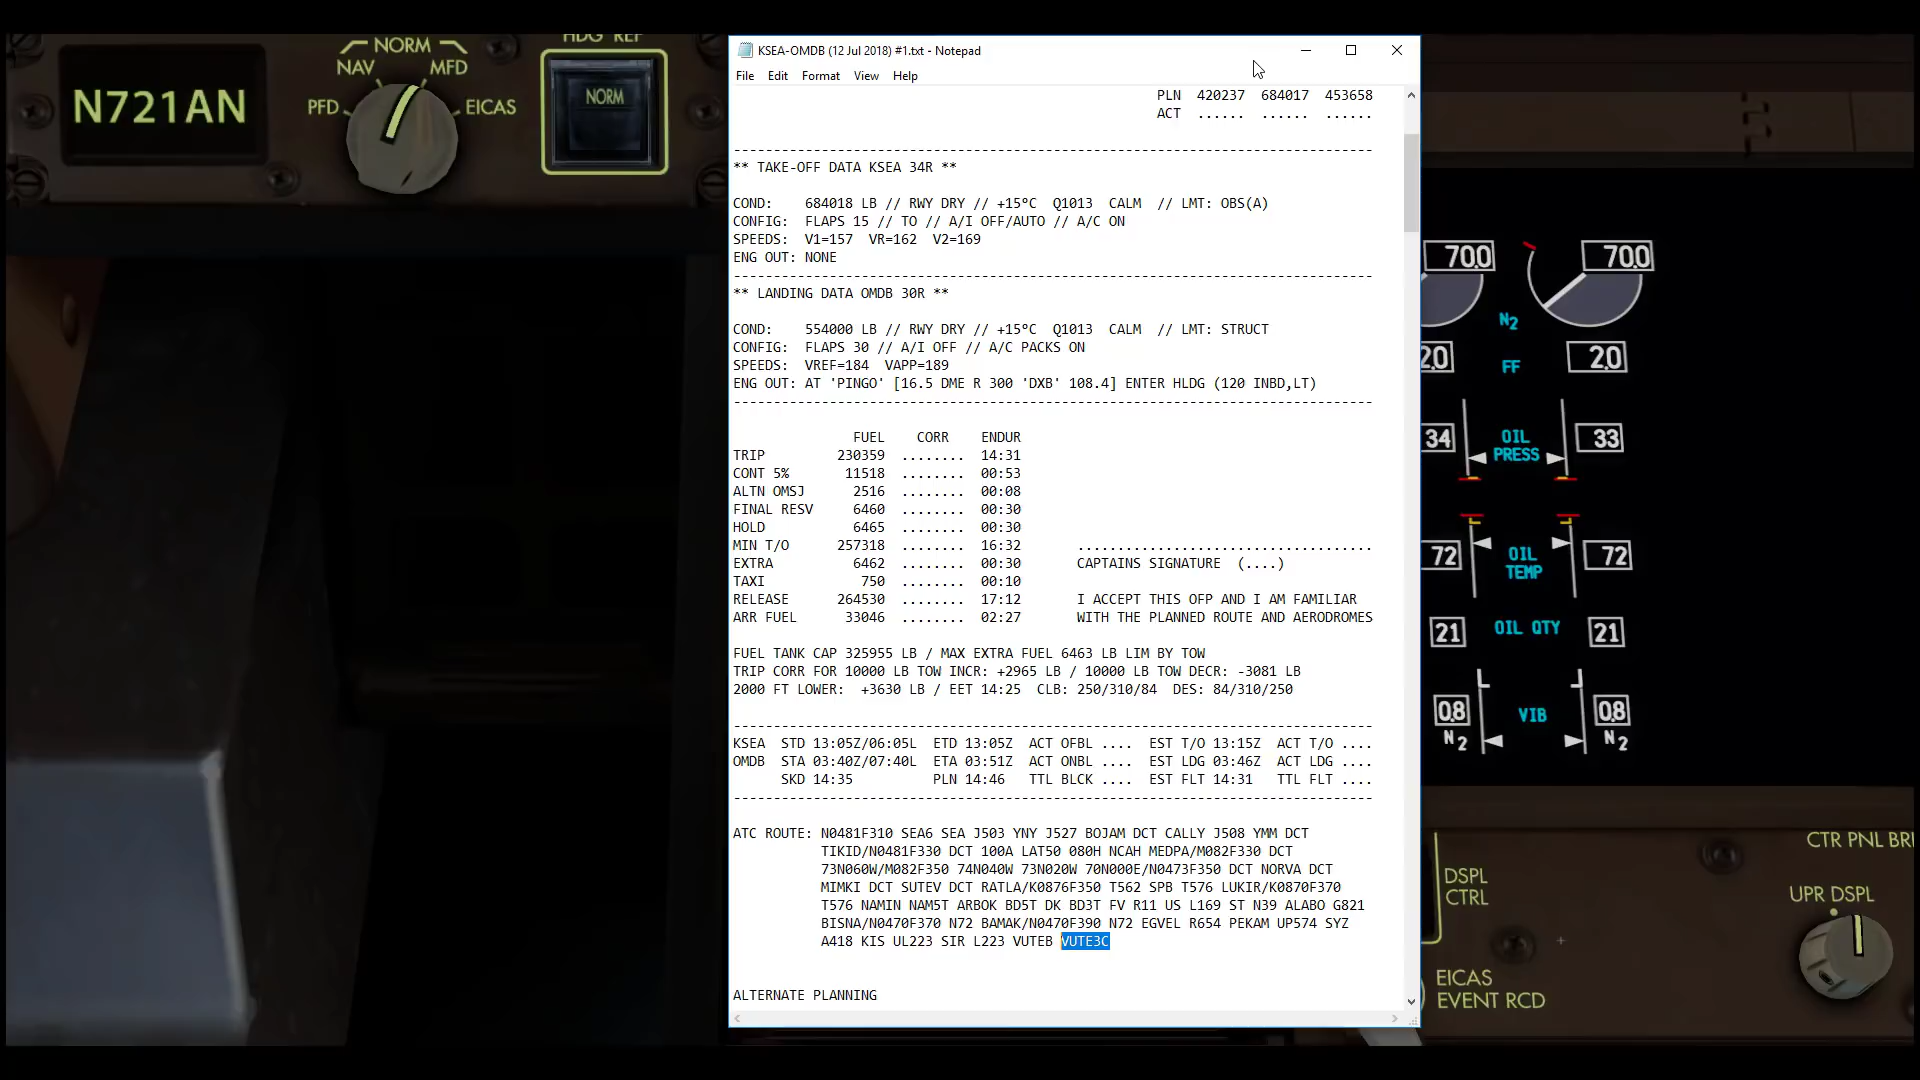 HDG REF
NORM
NAV
MFD
PFD
EICAS
N721AN
NORM
KSEA-OMDB (12 Jul 2018) #1.txt - Notepad
File Edit Format View Help
PLN 420237 684017 453658
ACT ...... ...... ......
--------------------------------------------------------------------------------
** TAKE-OFF DATA KSEA 34R **
COND: 684018 LB // RWY DRY // +15°C Q1013 CALM // LMT: OBS(A)
CONFIG: FLAPS 15 // TO // A/I OFF/AUTO // A/C ON
SPEEDS: V1=157 VR=162 V2=169
ENG OUT: NONE
--------------------------------------------------------------------------------
** LANDING DATA OMDB 30R **
COND: 554000 LB // RWY DRY // +15°C Q1013 CALM // LMT: STRUCT
CONFIG: FLAPS 30 // A/I OFF // A/C PACKS ON
SPEEDS: VREF=184 VAPP=189
ENG OUT: AT 'PINGO' [16.5 DME R 300 'DXB' 108.4] ENTER HLDG (120 INBD,LT)
--------------------------------------------------------------------------------
FUEL CORR ENDUR
TRIP 230359 ........ 14:31
CONT 5% 11518 ........ 00:53
ALTN OMSJ 2516 ........ 00:08
FINAL RESV 6460 ........ 00:30
HOLD 6465 ........ 00:30
MIN T/O 257318 ........ 16:32 .....................................
EXTRA 6462 ........ 00:30 CAPTAINS SIGNATURE (....)
TAXI 750 ........ 00:10
RELEASE 264530 ........ 17:12 I ACCEPT THIS OFP AND I AM FAMILIAR
ARR FUEL 33046 ........ 02:27 WITH THE PLANNED ROUTE AND AERODROMES
FUEL TANK CAP 325955 LB / MAX EXTRA FUEL 6463 LB LIM BY TOW
TRIP CORR FOR 10000 LB TOW INCR: +2965 LB / 10000 LB TOW DECR: -3081 LB
2000 FT LOWER: +3630 LB / EET 14:25 CLB: 250/310/84 DES: 84/310/250
--------------------------------------------------------------------------------
KSEA STD 13:05Z/06:05L ETD 13:05Z ACT OFBL .... EST T/O 13:15Z ACT T/O ....
OMDB STA 03:40Z/07:40L ETA 03:51Z ACT ONBL .... EST LDG 03:46Z ACT LDG ....
SKD 14:35 PLN 14:46 TTL BLCK .... EST FLT 14:31 TTL FLT ....
--------------------------------------------------------------------------------
ATC ROUTE: N0481F310 SEA6 SEA J503 YNY J527 BOJAM DCT CALLY J508 YMM DCT
TIKID/N0481F330 DCT 100A LAT50 080H NCAH MEDPA/M082F330 DCT
73N060W/M082F350 74N040W 73N020W 70N000E/N0473F350 DCT NORVA DCT
MIMKI DCT SUTEV DCT RATLA/K0876F350 T562 SPB T576 LUKIR/K0870F370
T576 NAMIN NAM5T ARBOK BD5T DK BD3T FV R11 US L169 ST N39 ALABO G821
BISNA/N0470F370 N72 BAMAK/N0470F390 N72 EGVEL R654 PEKAM UP574 SYZ
A418 KIS UL223 SIR L223 VUTEB VUTE3C
ALTERNATE PLANNING
70.0 70.0
N2
2.0 FF 2.0
34 OIL PRESS 33
72 OIL TEMP 72
21 OIL QTY 21
0.8 VIB 0.8
N2 N2
DSPL
CTRL
CTR PNL BRI
UPR DSPL
EICAS
EVENT RCD